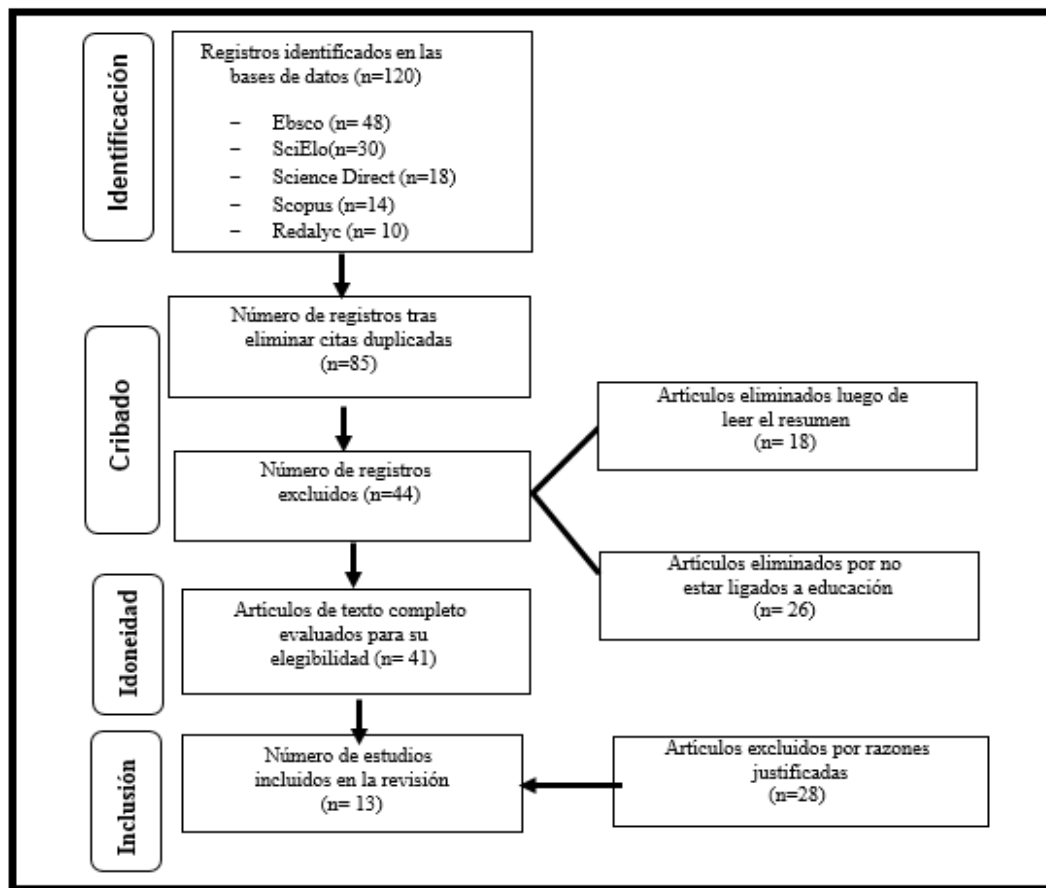 Identificación
Registros identificados en las
bases de datos (n=120)
– Ebsco (n= 48)
– SciElo(n=30)
– Science Direct (n=18)
– Scopus (n=14)
– Redalyc (n= 10)
Cribado
Número de registros tras
eliminar citas duplicadas
(n=85)
Artículos eliminados luego de
leer el resumen
(n= 18)
Número de registros
excluidos (n=44)
Artículos eliminados por no
estar ligados a educación
(n= 26)
Idoneidad
Artículos de texto completo
evaluados para su
elegibilidad (n= 41)
Inclusión
Número de estudios
incluidos en la revisión
(n= 13)
Artículos excluidos por razones
justificadas
(n=28)